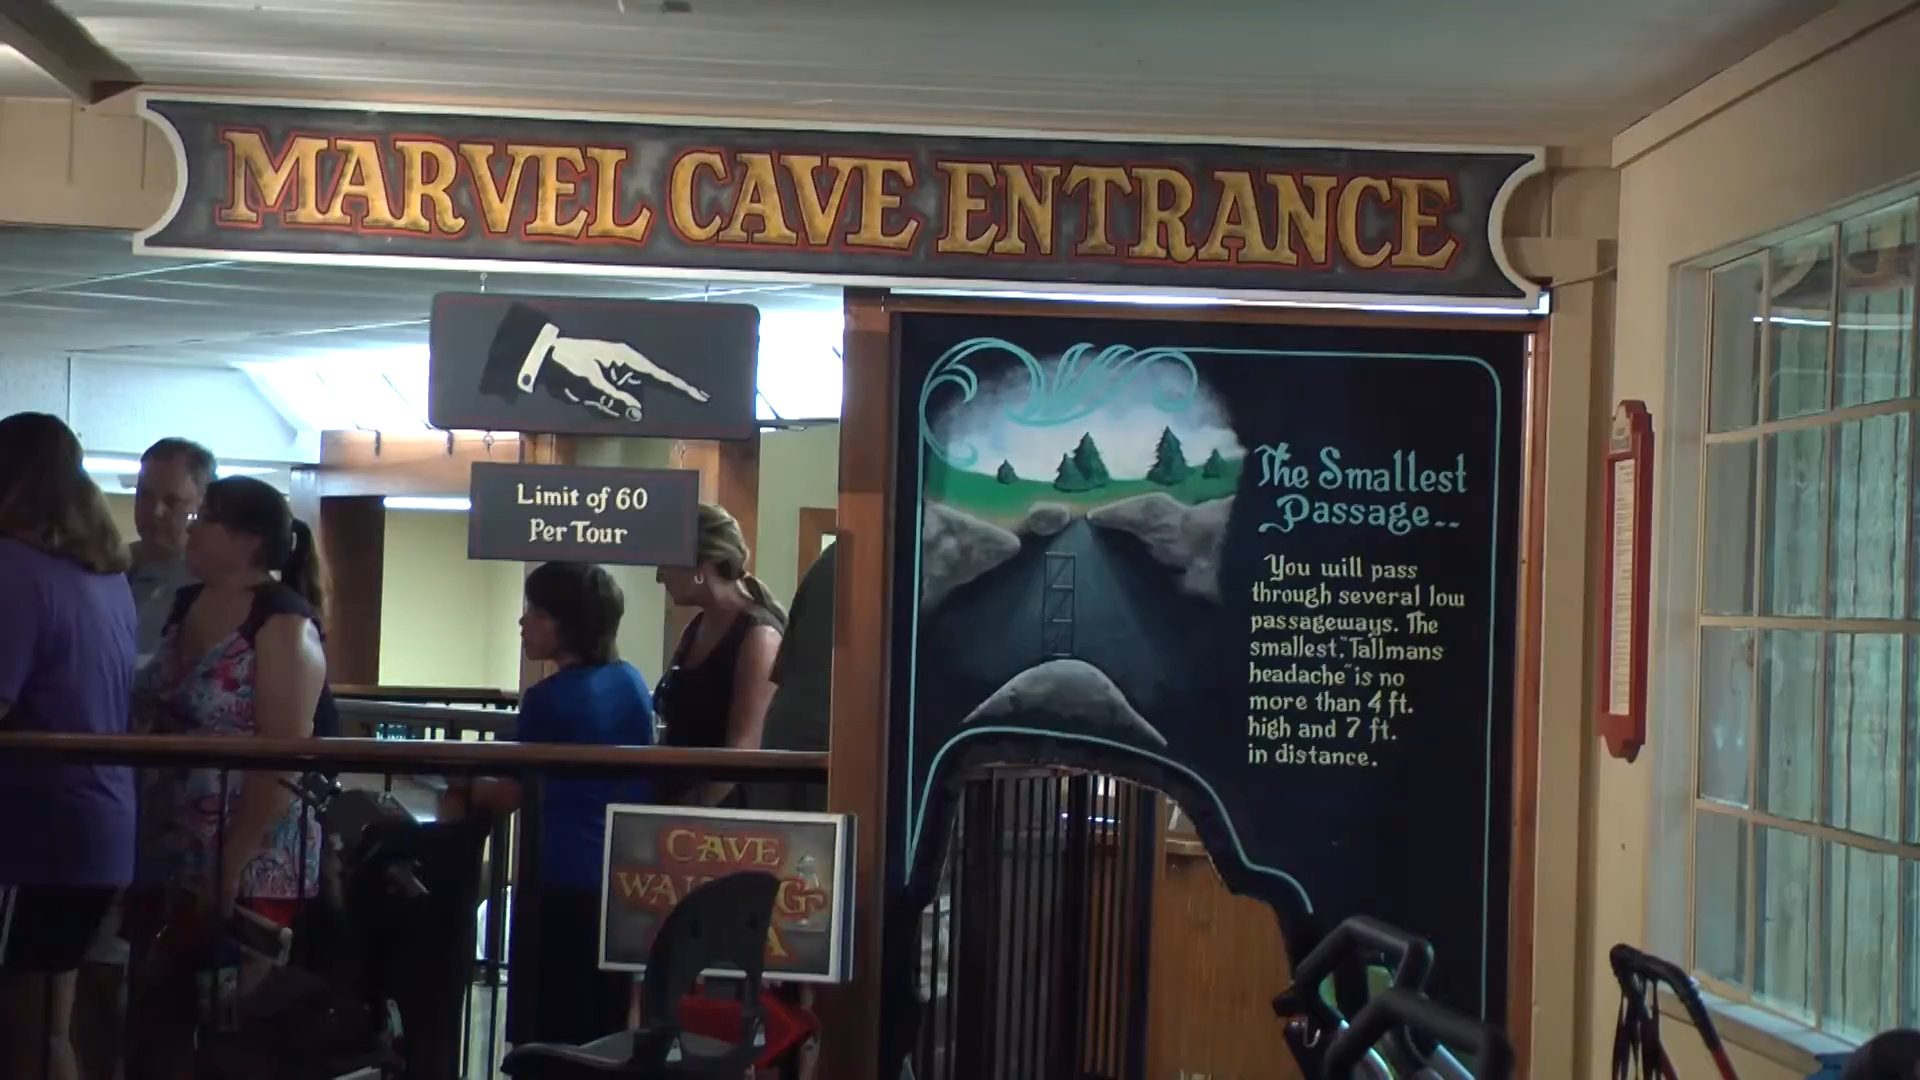 MARVEL CAVE ENTRANCE
Limit of 60
Per Tour
The Smallest
Passage...
You will pass
through several low
passageways. The
smallest, "Tallmans
headache" is no
more than 4 ft.
high and 7 ft.
in distance.
CAVE